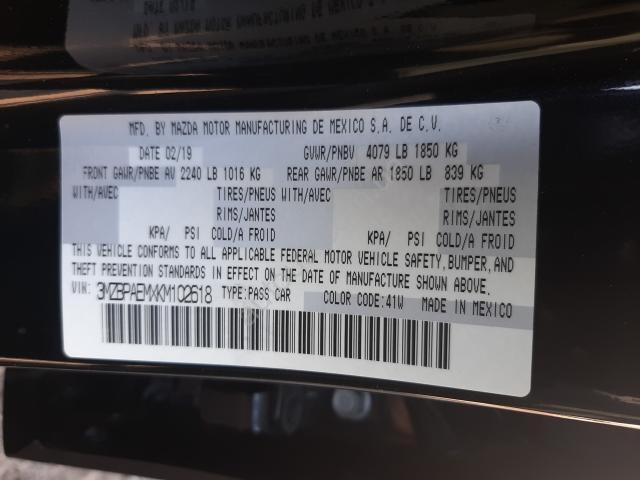 MFD. BY MAZDA MOTOR MANUFACTURING DE MEXICO S.A. DE C.V.
DATE 02/19 GVWR/PNBV 4079 LB 1850 KG
FRONT GAWR/PNBE AV 2240 LB 1016 KG REAR GAWR/PNBE AR 1850 LB 839 KG
WITH/AVEC TIRES/PNEUS WITH/AVEC TIRES/PNEUS
RIMS/JANTES RIMS/JANTES
KPA/ PSI COLD/A FROID KPA/ PSI COLD/A FROID
THIS VEHICLE CONFORMS TO ALL APPLICABLE FEDERAL MOTOR VEHICLE SAFETY, BUMPER, AND
THEFT PREVENTION STANDARDS IN EFFECT ON THE DATE OF MANUFACTURE SHOWN ABOVE.
VIN: 3MZBPAEMXKM102618 TYPE:PASS CAR COLOR CODE:41W MADE IN MEXICO